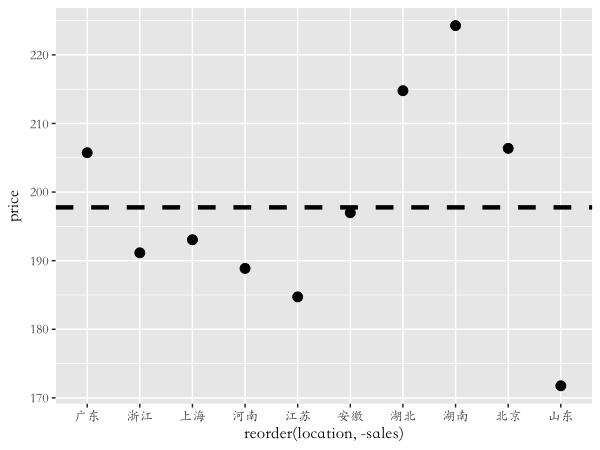 price
220
210
200
190
180
170
广东 浙江 上海 河南 江苏 安徽 湖北 湖南 北京 山东
reorder(location, -sales)